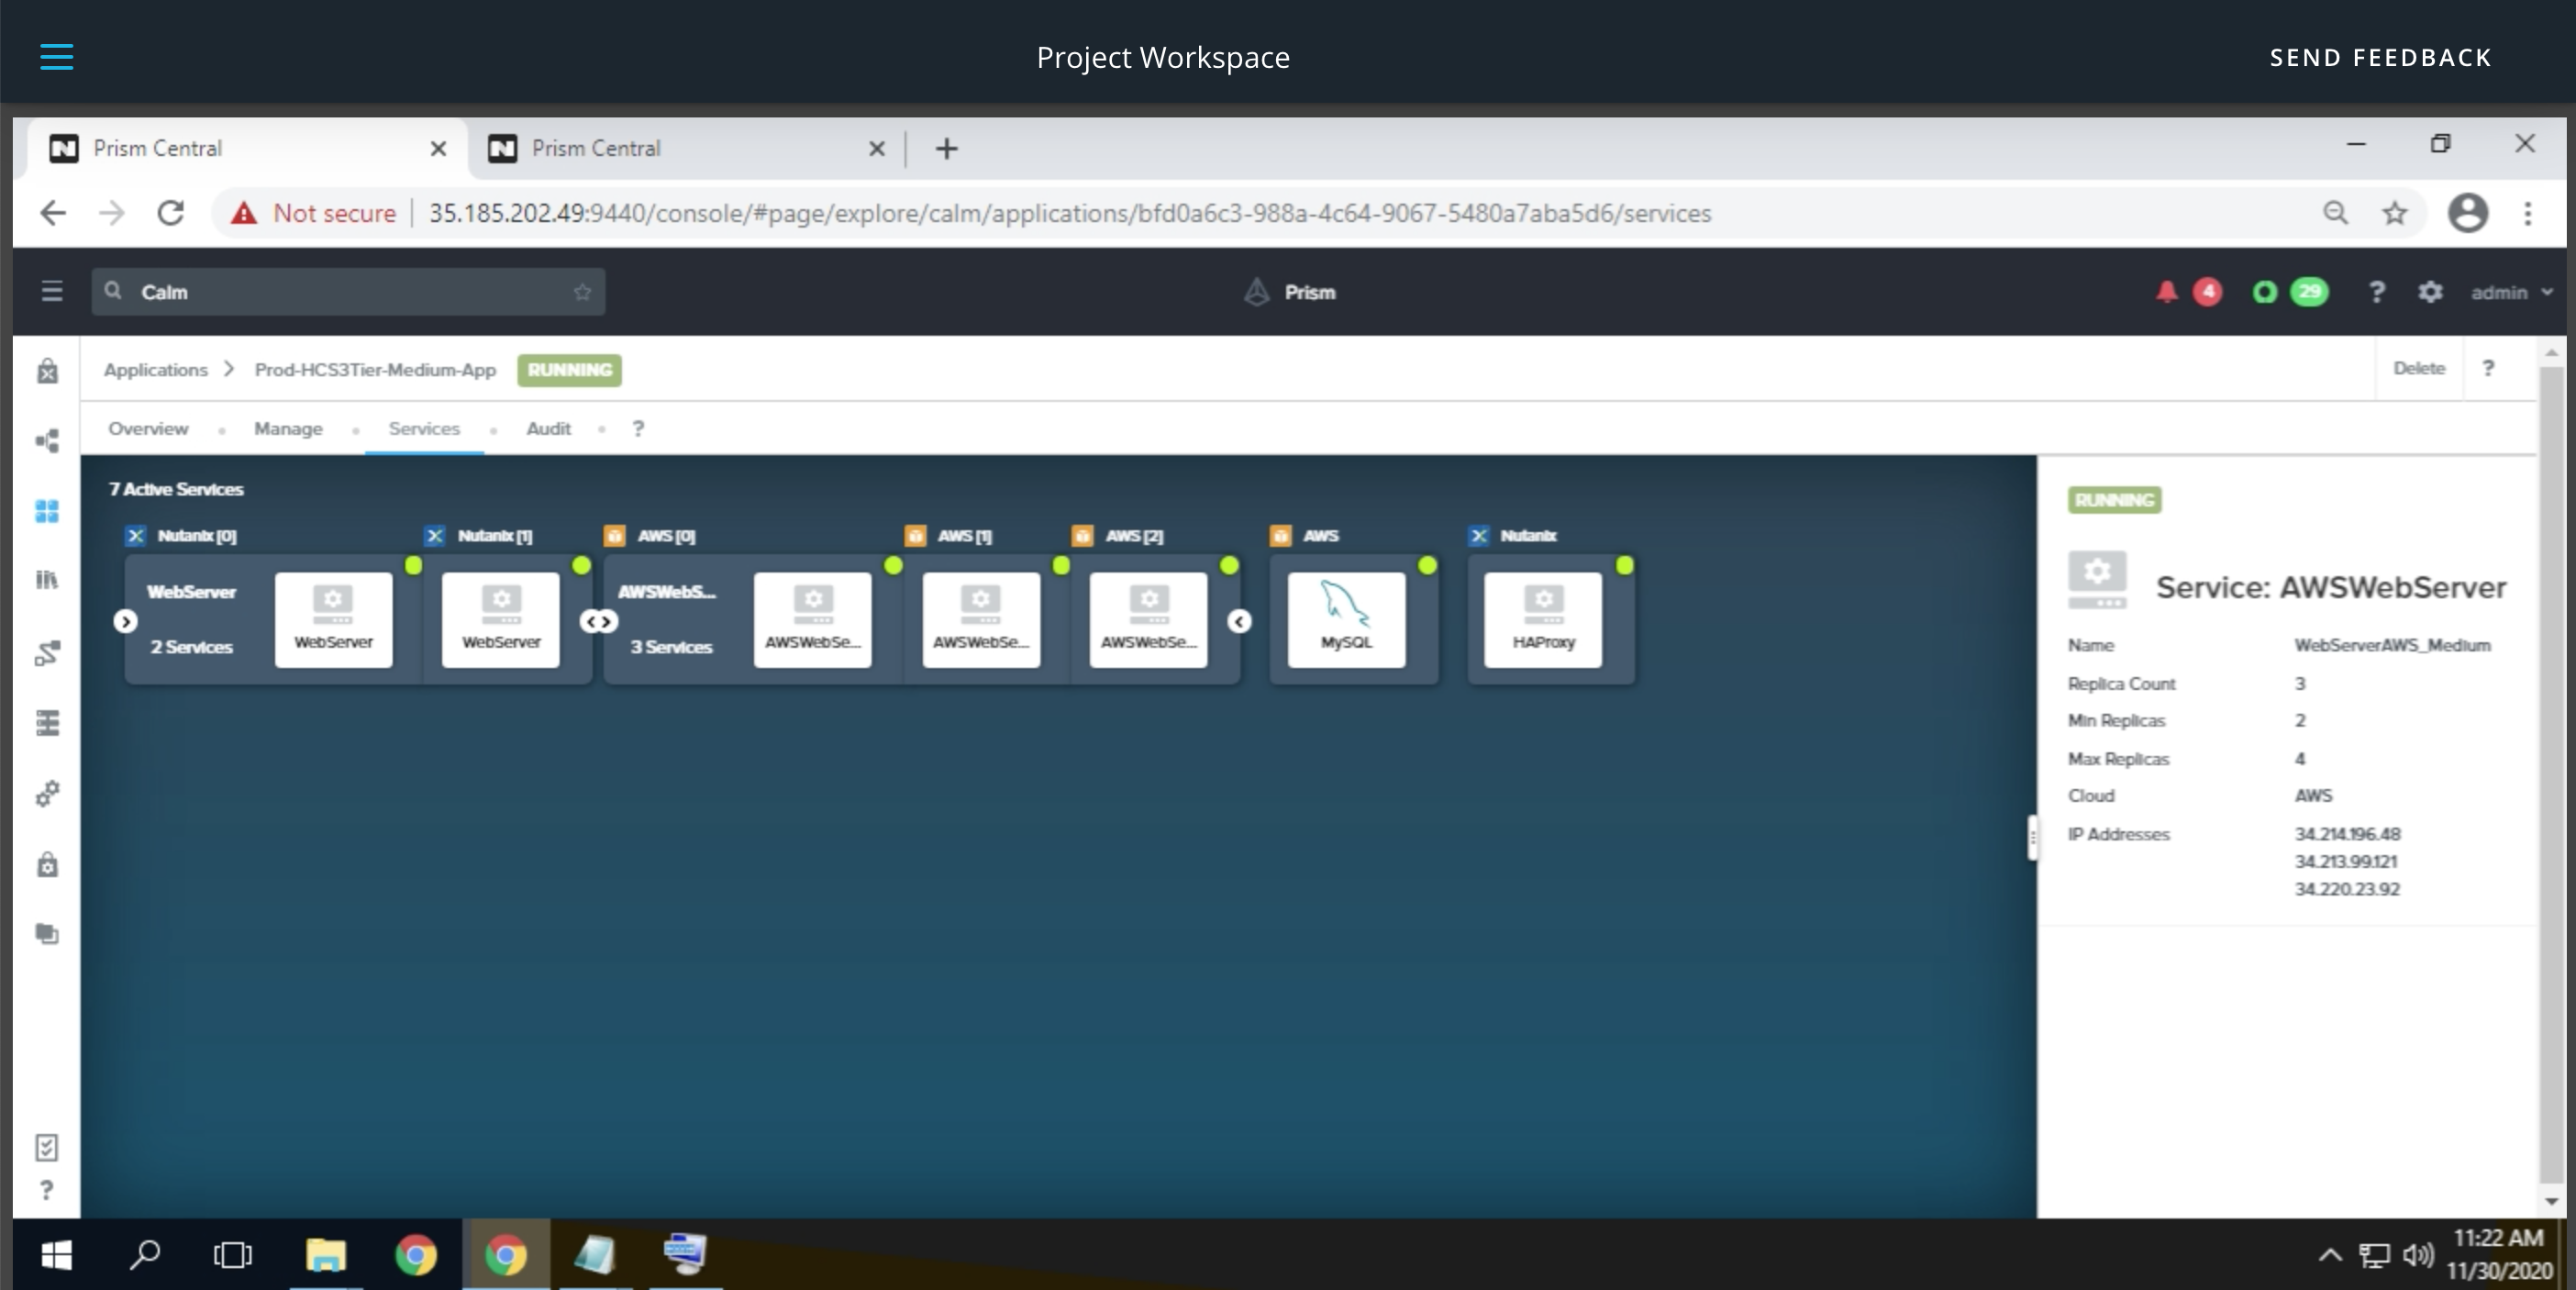 Project Workspace
SEND FEEDBACK
Prism Central
Prism Central
Not secure
35.185.202.49:9440/console/#page/explore/calm/applications/bfd0a6c3-988a-4c64-9067-5480a7aba5d6/services
Calm
Prism
4
29
?
admin
Applications
Prod-HCS3Tier-Medium-App
RUNNING
Delete
?
Overview
Manage
Services
Audit
?
7 Active Services
Nutanix [0]
Nutanix [1]
AWS [0]
AWS [1]
AWS [2]
AWS
Nutanix
WebServer
2 Services
WebServer
WebServer
AWSWebS...
3 Services
AWSWebSe...
AWSWebSe...
AWSWebSe...
MySQL
HAProxy
RUNNING
Service: AWSWebServer
Name WebServerAWS_Medium
Replica Count 3
Min Replicas 2
Max Replicas 4
Cloud AWS
IP Addresses 34.214.196.48
34.213.99.121
34.220.23.92
?
11:22 AM
11/30/2020